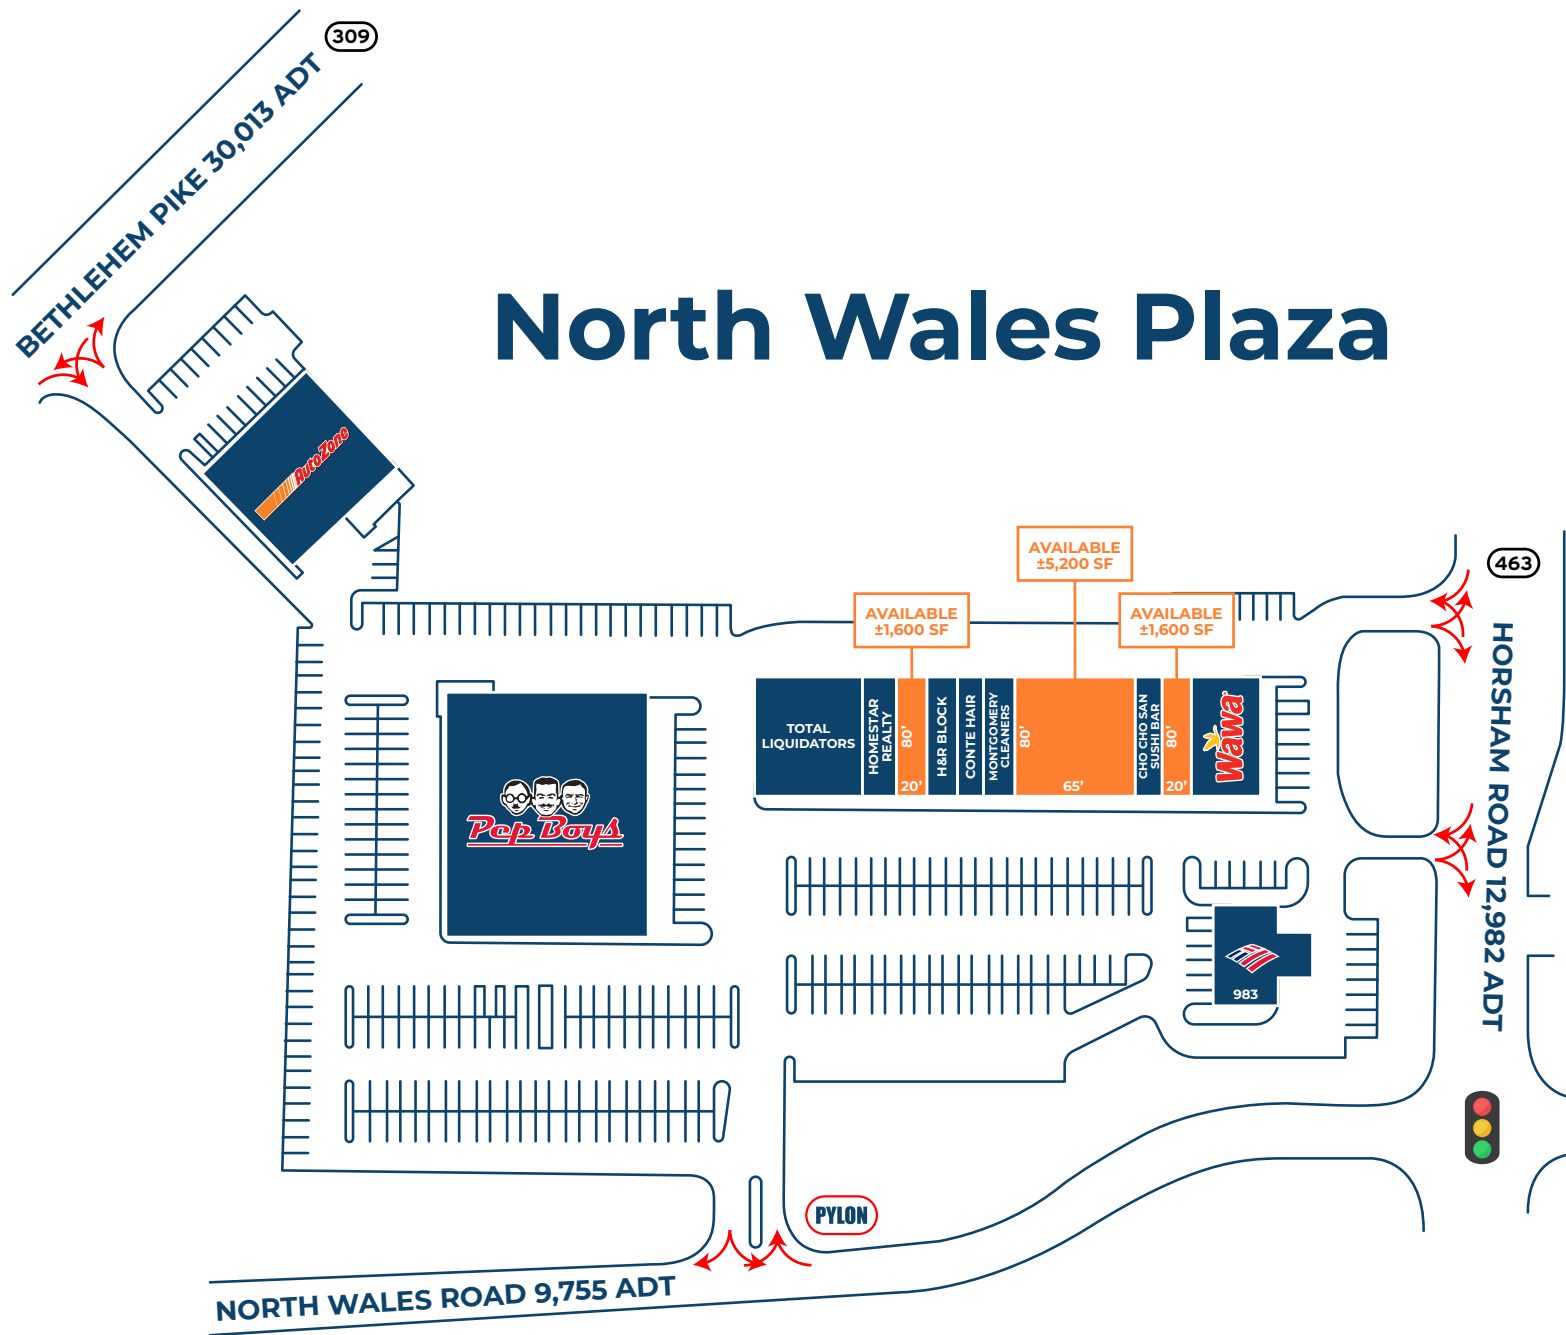 309
BETHLEHEM PIKE 30,013 ADT
North Wales Plaza
AutoZone
AVAILABLE
±5,200 SF
463
AVAILABLE
±1,600 SF
AVAILABLE
±1,600 SF
HORSHAM ROAD 12,982 ADT
TOTAL
LIQUIDATORS
HOMESTAR
REALTY
80'
20'
H&R BLOCK
CONTE HAIR
MONTGOMERY
CLEANERS
80'
65'
CHO CHO SAN
SUSHI BAR
80'
20'
Wawa
Pep Boys
983
PYLON
NORTH WALES ROAD 9,755 ADT